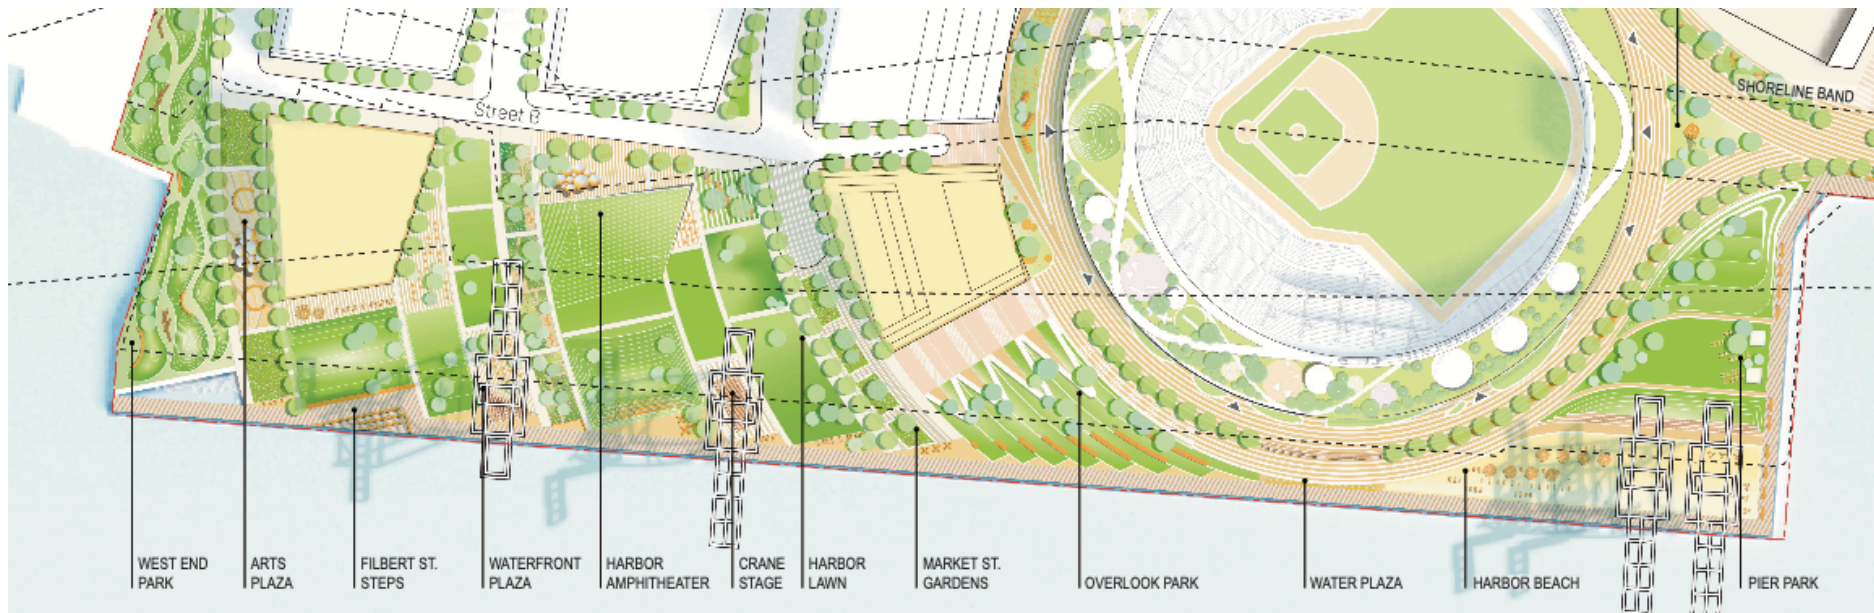 Street B
SHORELINE BAND
WEST END
PARK
ARTS
PLAZA
FILBERT ST.
STEPS
WATERFRONT
PLAZA
HARBOR
AMPHITHEATER
CRANE
STAGE
HARBOR
LAWN
MARKET ST.
GARDENS
OVERLOOK PARK
WATER PLAZA
HARBOR BEACH
PIER PARK